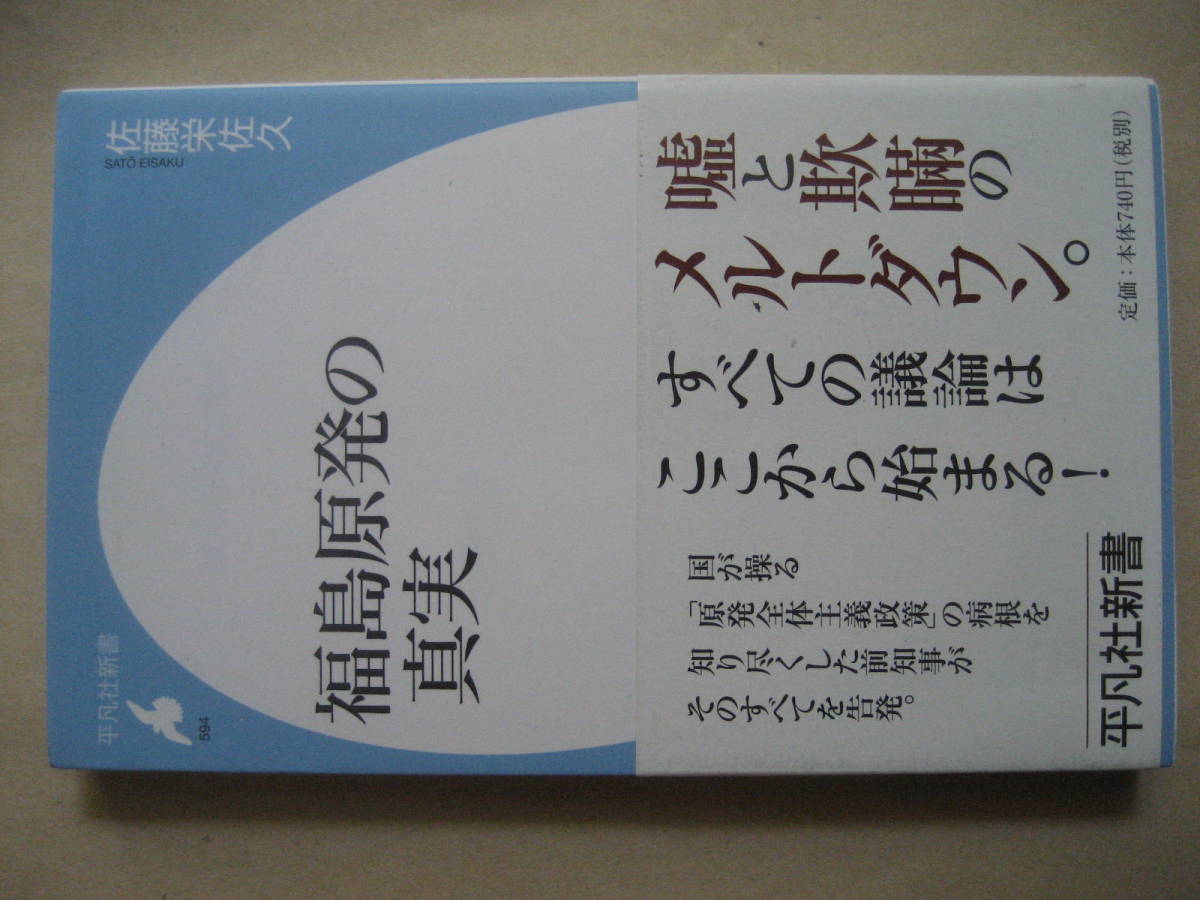 佐藤栄佐久
SATŌ EISAKU
福島原発の
真実
平凡社新書
594
嘘と欺瞞の
メルトダウン。
すべての議論は
ここから始まる!
国が操る
「原発全体主義政策」の病根を
知り尽くした前知事が
そのすべてを告発。
定価:本体740円(税別)
平凡社新書